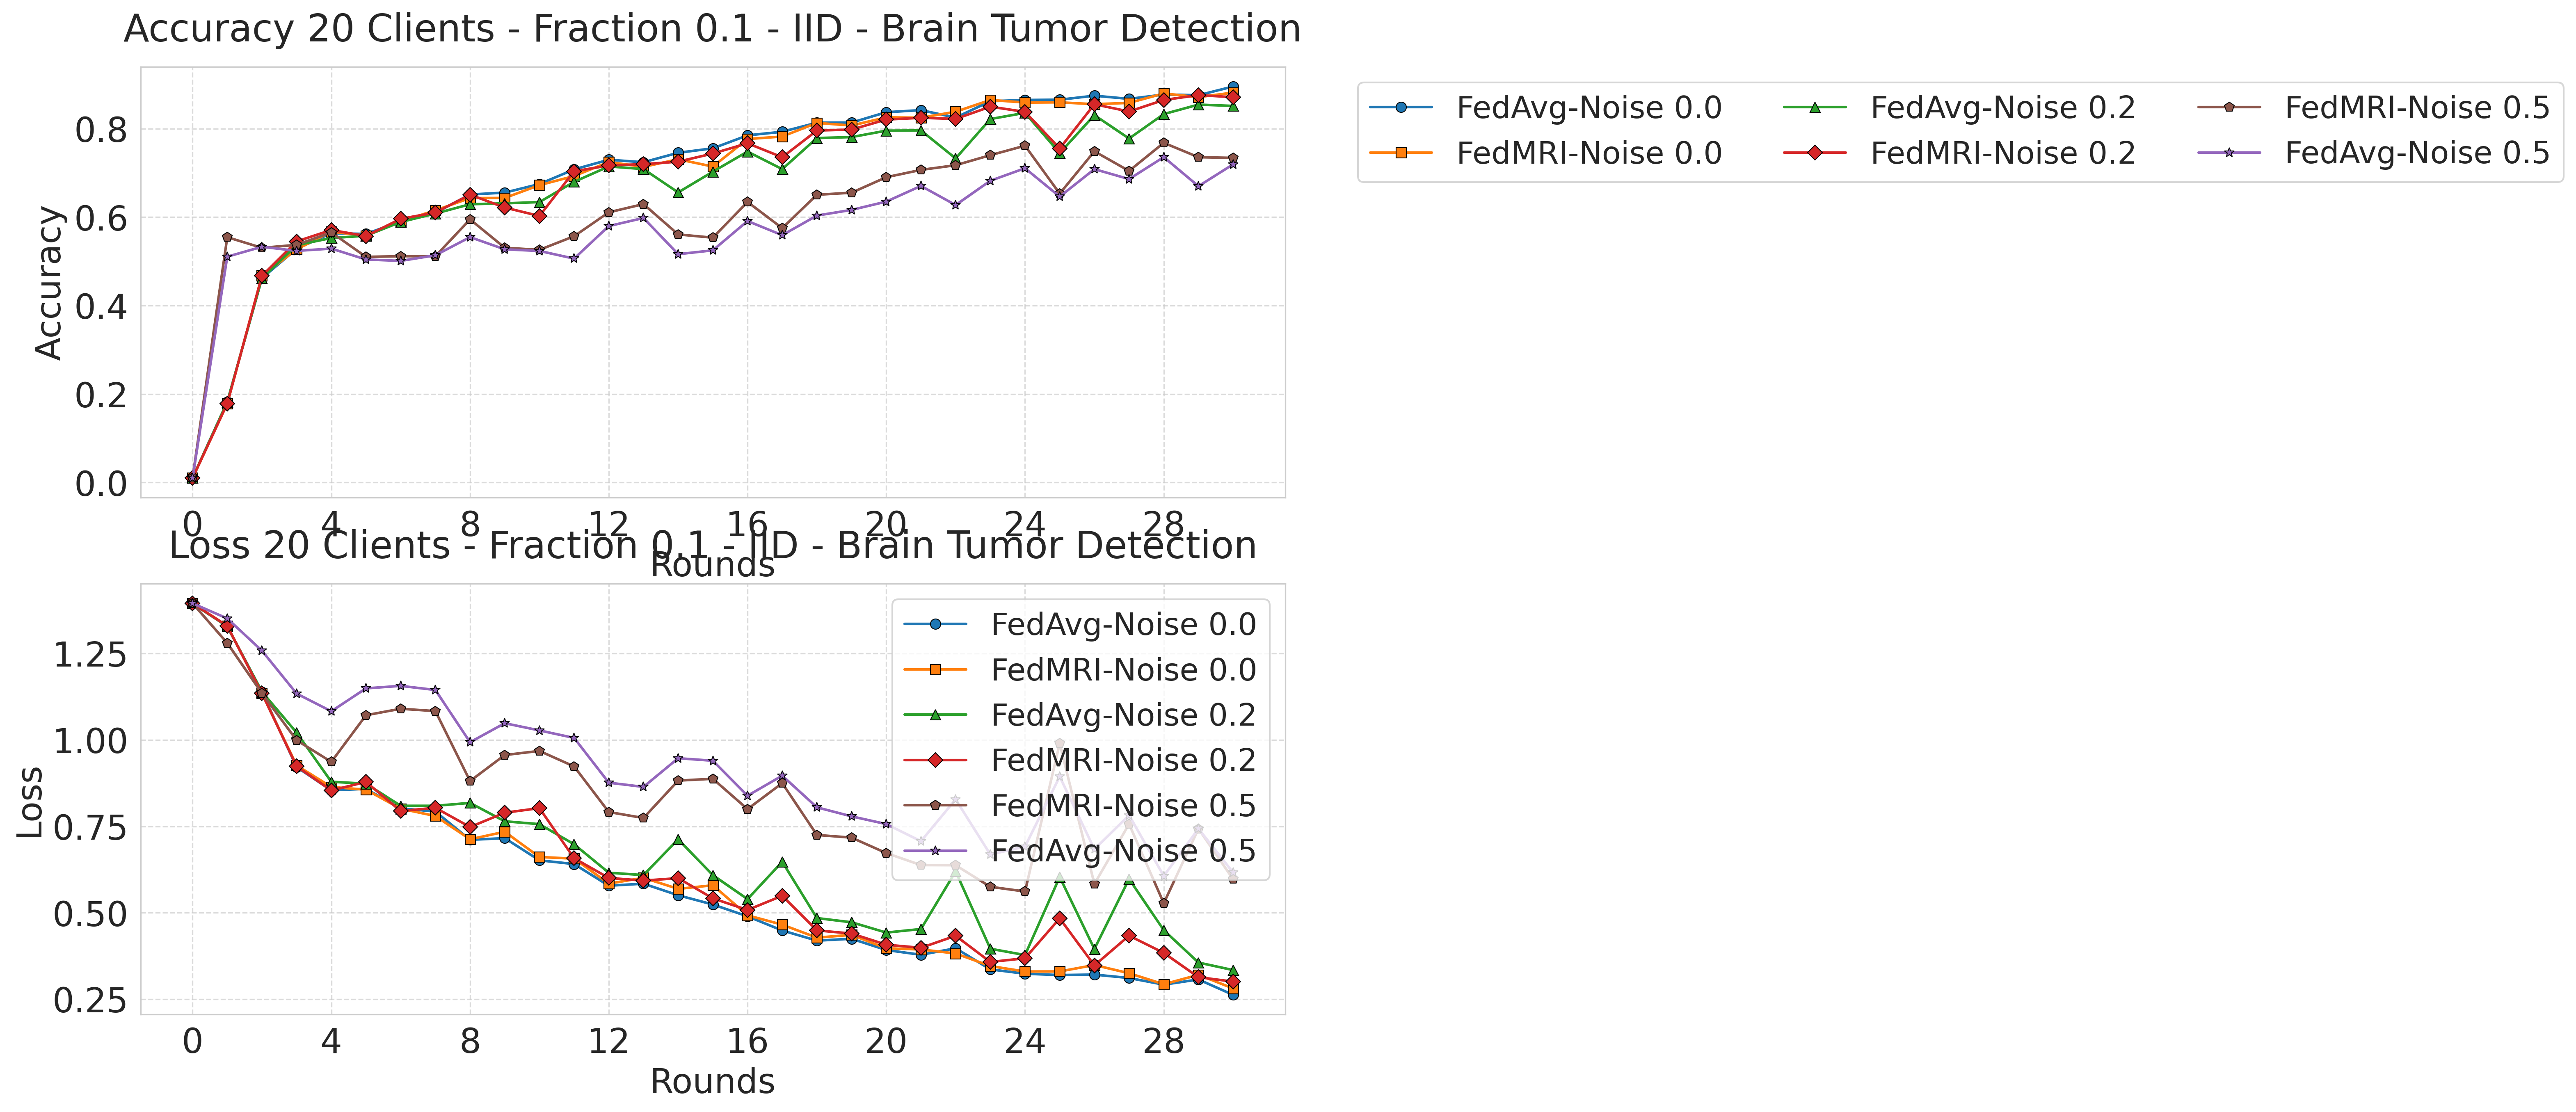 Accuracy 20 Clients - Fraction 0.1 - IID - Brain Tumor Detection
FedAvg-Noise 0.0 FedAvg-Noise 0.2 FedMRI-Noise 0.5
FedMRI-Noise 0.0 FedMRI-Noise 0.2 FedAvg-Noise 0.5
Accuracy
0.8
0.6
0.4
0.2
0.0
0 4 8 12 16 20 24 28
Rounds
Loss 20 Clients - Fraction 0.1 - IID - Brain Tumor Detection
FedAvg-Noise 0.0
FedMRI-Noise 0.0
FedAvg-Noise 0.2
FedMRI-Noise 0.2
FedMRI-Noise 0.5
FedAvg-Noise 0.5
Loss
1.25
1.00
0.75
0.50
0.25
0 4 8 12 16 20 24 28
Rounds